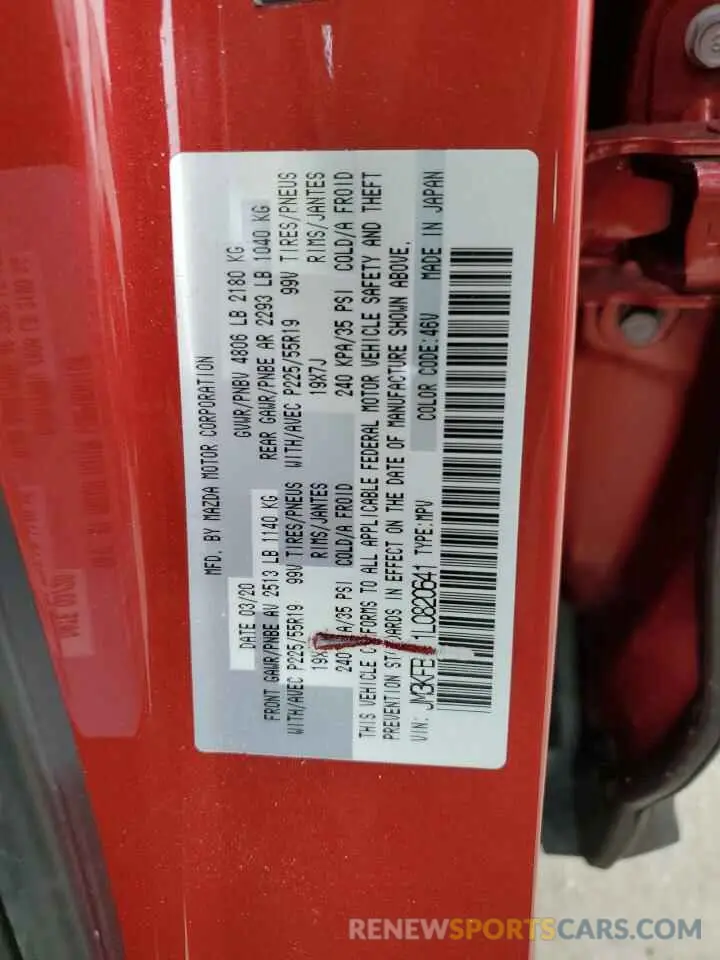 MFD. BY MAZDA MOTOR CORPORATION
DATE 03/20 GVWR/PNBV 4806 LB 2180 KG
FRONT GAWR/PNBE AV 2513 LB 1140 KG REAR GAWR/PNBE AR 2293 LB 1040 KG
WITH/AVEC P225/55R19 99V TIRES/PNEUS WITH/AVEC P225/55R19 99V TIRES/PNEUS
RIMS/JANTES 19X7J RIMS/JANTES
240 PSI COLD/A FROID 240 KPA/35 PSI COLD/A FROID
THIS VEHICLE TO ALL APPLICABLE FEDERAL MOTOR VEHICLE SAFETY AND THEFT
PREVENTION IN EFFECT ON THE DATE OF MANUFACTURE SHOWN ABOVE.
VIN: JM3KFB 1L0820641 TYPE:MPV COLOR CODE:46V MADE IN JAPAN
RENEWSPORTSCARS.COM